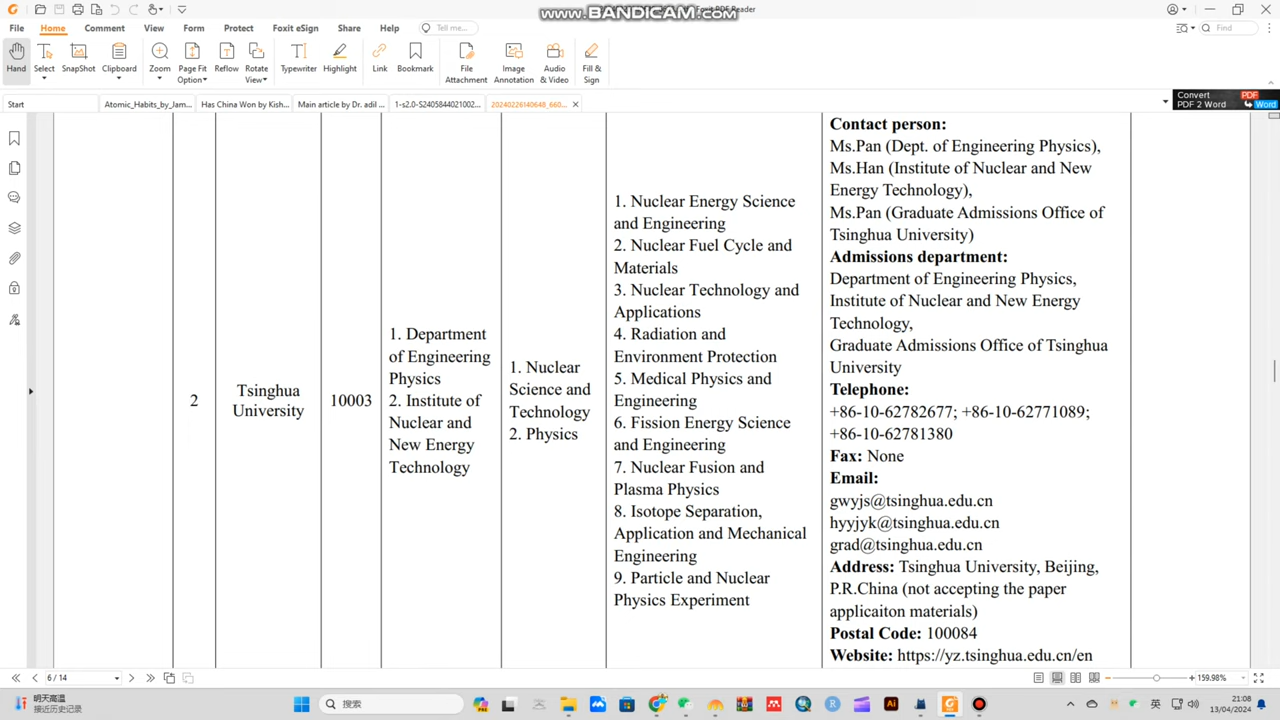 www.BANDICAM.com
PDF Reader
File
Home
Comment
View
Form
Protect
Foxit eSign
Share
Help
Tell me...
Find
Hand
Select
SnapShot
Clipboard
Zoom
Page Fit
Option
Reflow
Rotate
View
Typewriter
Highlight
Link
Bookmark
File
Attachment
Image
Annotation
Audio
& Video
Fill &
Sign
Start
Atomic_Habits_by_Jam...
Has China Won by Kish...
Main article by Dr. adil ...
1-s2.0-S2405844021002...
20240226140648_660...
Convert
PDF 2 Word
PDF
Word
2
Tsinghua
University
10003
1. Department
of Engineering
Physics
2. Institute of
Nuclear and
New Energy
Technology
1. Nuclear
Science and
Technology
2. Physics
1. Nuclear Energy Science
and Engineering
2. Nuclear Fuel Cycle and
Materials
3. Nuclear Technology and
Applications
4. Radiation and
Environment Protection
5. Medical Physics and
Engineering
6. Fission Energy Science
and Engineering
7. Nuclear Fusion and
Plasma Physics
8. Isotope Separation,
Application and Mechanical
Engineering
9. Particle and Nuclear
Physics Experiment
Contact person:
Ms.Pan (Dept. of Engineering Physics),
Ms.Han (Institute of Nuclear and New
Energy Technology),
Ms.Pan (Graduate Admissions Office of
Tsinghua University)
Admissions department:
Department of Engineering Physics,
Institute of Nuclear and New Energy
Technology,
Graduate Admissions Office of Tsinghua
University
Telephone:
+86-10-62782677; +86-10-62771089;
+86-10-62781380
Fax: None
Email:
gwyjs@tsinghua.edu.cn
hyyjyk@tsinghua.edu.cn
grad@tsinghua.edu.cn
Address: Tsinghua University, Beijing,
P.R.China (not accepting the paper
applicaiton materials)
Postal Code: 100084
Website: https://yz.tsinghua.edu.cn/en
6 / 14
159.98%
明天高温
接近历史记录
搜索
英
21:08
13/04/2024